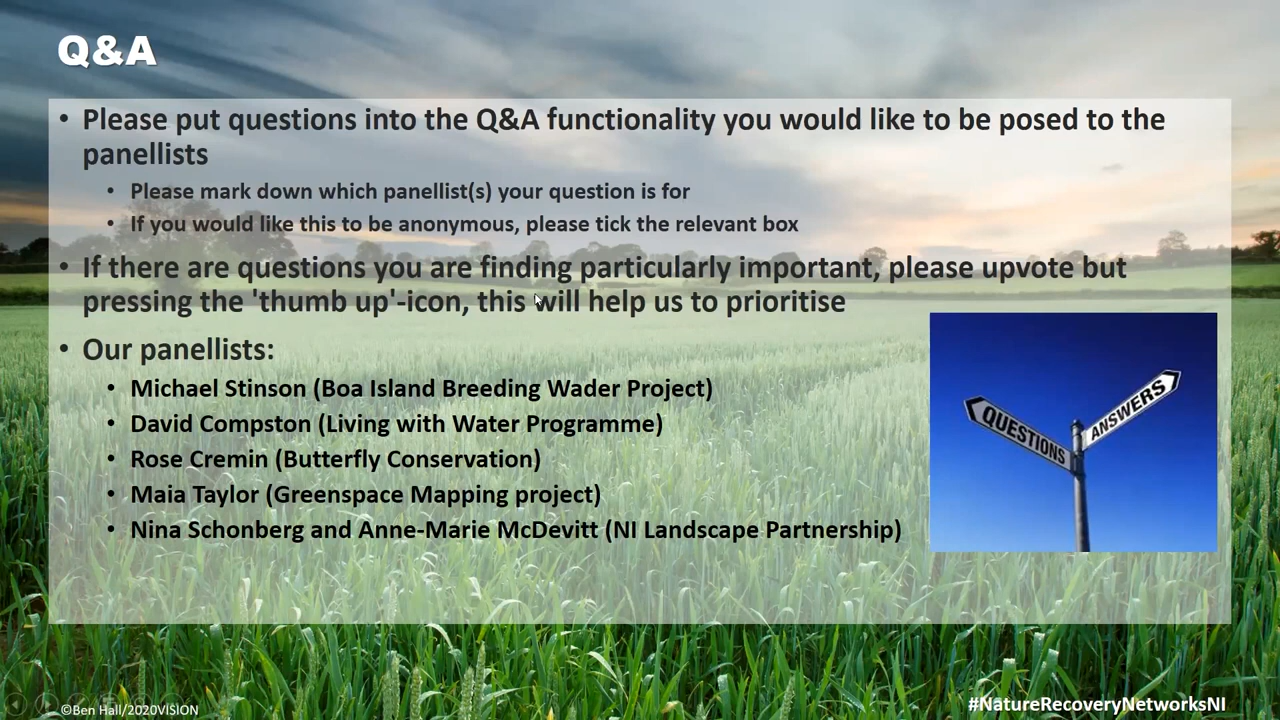 Q&A
• Please put questions into the Q&A functionality you would like to be posed to the
panellists
• Please mark down which panellist(s) your question is for
• If you would like this to be anonymous, please tick the relevant box
• If there are questions you are finding particularly important, please upvote but
pressing the 'thumb up'-icon, this will help us to prioritise
• Our panellists:
• Michael Stinson (Boa Island Breeding Wader Project)
• David Compston (Living with Water Programme)
• Rose Cremin (Butterfly Conservation)
• Maia Taylor (Greenspace Mapping project)
• Nina Schonberg and Anne-Marie McDevitt (NI Landscape Partnership)
QUESTIONS
ANSWERS
©Ben Hall/2020VISION
#NatureRecoveryNetworksNI